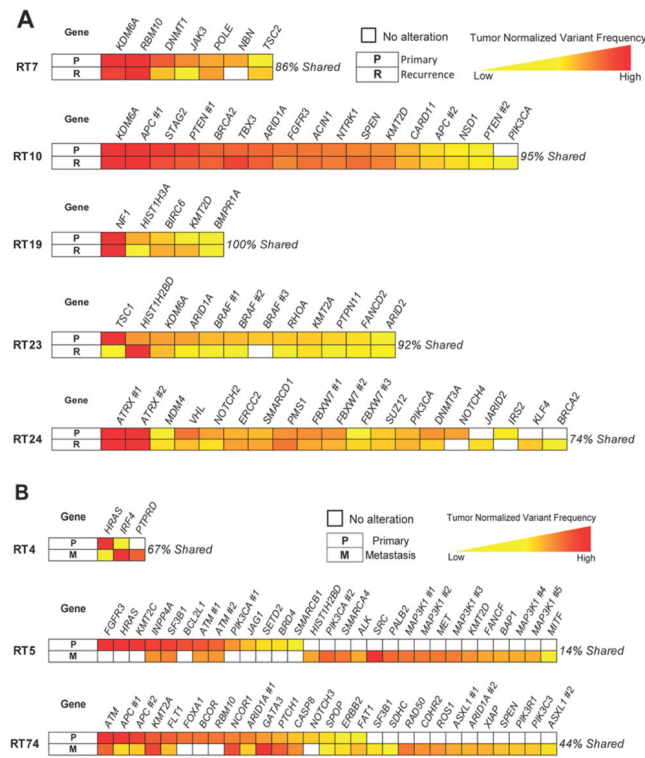 A
Gene
KDM6A RBM10 DNMT1 JAK3 POLE NBN TSC2
No alteration
Tumor Normalized Variant Frequency
RT7
P
R
86% Shared
P Primary
R Recurrence
Low
High
Gene
KDM6A APC #1 STAG2 PTEN #1 BRCA2 TBX3 ARID1A FGFR3 ACIN1 NTRK1 SPEN KMT2D CARD11 APC #2 NSD1 PTEN #2 PIK3CA
RT10
P
R
95% Shared
Gene
NF1 HIST1H3A BIRC6 KMT2D BMPR1A
RT19
P
R
100% Shared
Gene
TSC1 HIST1H2BD KDM6A ARID1A BRAF #1 BRAF #2 BRAF #3 RHOA KMT2A PTPN11 FANCD2 ARID2
RT23
P
R
92% Shared
Gene
ATRX #1 ATRX #2 MDM4 VHL NOTCH2 ERCC2 SMARCD1 PMS1 FBXW7 #1 FBXW7 #2 FBXW7 #3 SUZ12 PIK3CA DNMT3A NOTCH4 JARID2 IRS2 KLF4 BRCA2
RT24
P
R
74% Shared
B
Gene
HRAS IRF4 PTPRD
No alteration
Tumor Normalized Variant Frequency
RT4
P
M
67% Shared
P Primary
M Metastasis
Low
High
Gene
FGFR3 HRAS KMT2C INPP4A SF3B1 BCL2L1 ATM #1 ATM #2 PIK3CA #1 JAG1 SETD2 BRD4 SMARCB1 HIST1H2BD PIK3CA #2 SMARCA4 ALK SRC PALB2 MAP3K1 #1 MAP3K1 #2 MET MAP3K1 #3 KMT2D FANCF BAP1 MAP3K1 #4 MAP3K1 #5 MITF
RT5
P
M
14% Shared
Gene
ATM APC #1 APC #2 KMT2A FLT1 FOXA1 BCOR RBM10 NCOR1 ARID1A #1 GATA3 PTCH1 CASP8 NOTCH3 SPOP ERBB2 FAT1 SF3B1 SDHC RAD50 CDHR2 ROS1 ASXL1 #1 ARID1A #2 XIAP SPEN PIK3R1 PIK3C3 ASXL1 #2
RT74
P
M
44% Shared